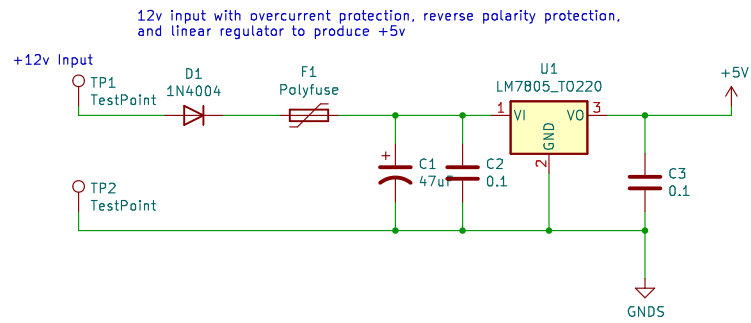 12v input with overcurrent protection, reverse polarity protection,
and linear regulator to produce +5v
+12v Input
TP1
TestPoint
D1
1N4004
F1
Polyfuse
U1
LM7805_TO220
+5V
1
VI
GND
VO
3
2
C1
47uF
+
C2
0.1
C3
0.1
TP2
TestPoint
GNDS